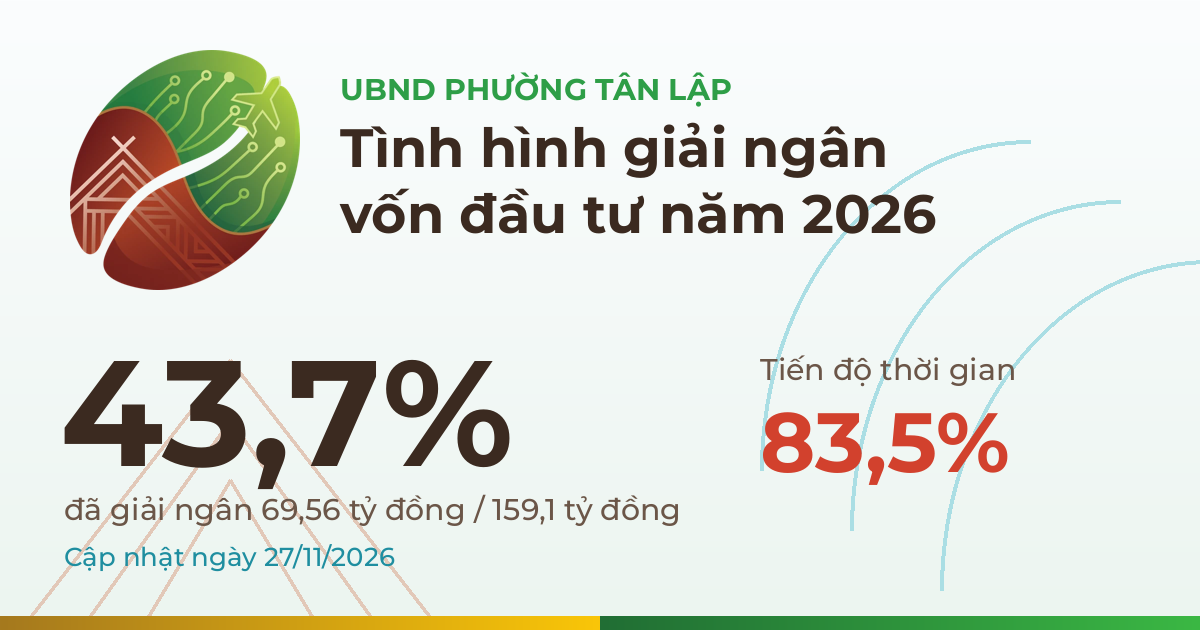 UBND PHƯỜNG TÂN LẬP
Tình hình giải ngân
vốn đầu tư năm 2026
43,7%
đã giải ngân 69,56 tỷ đồng / 159,1 tỷ đồng
Cập nhật ngày 27/11/2026
Tiến độ thời gian
83,5%